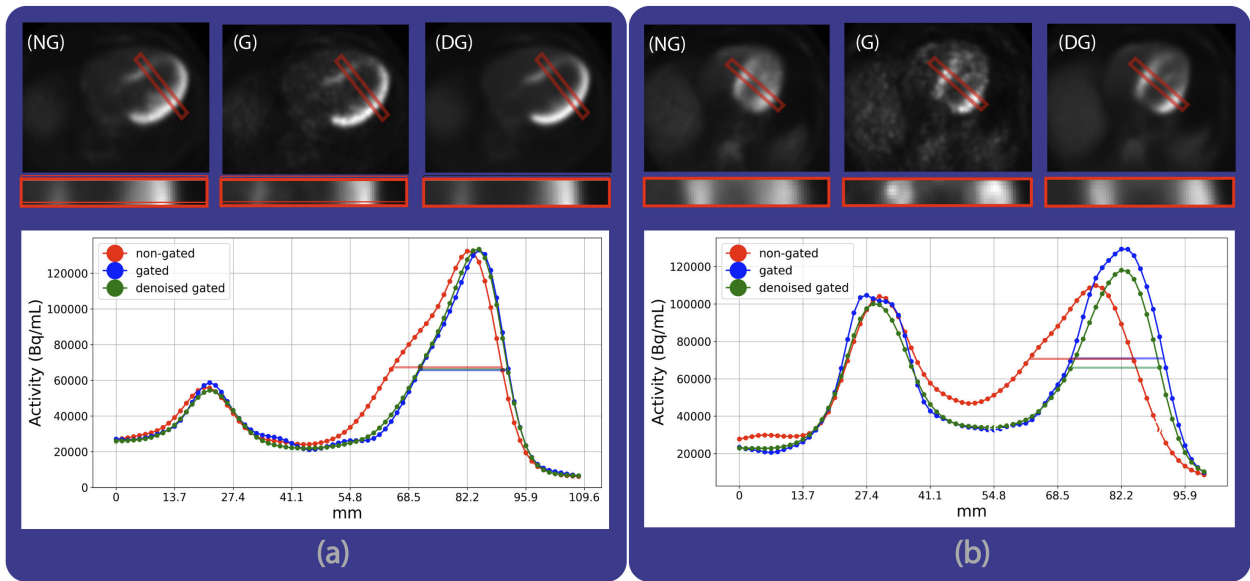 (NG)
(G)
(DG)
non-gated
gated
denoised gated
120000
100000
80000
60000
40000
20000
0
Activity (Bq/mL)
0 13.7 27.4 41.1 54.8 68.5 82.2 95.9 109.6
mm
(a)
(NG)
(G)
(DG)
non-gated
gated
denoised gated
120000
100000
80000
60000
40000
20000
Activity (Bq/mL)
0 13.7 27.4 41.1 54.8 68.5 82.2 95.9
mm
(b)